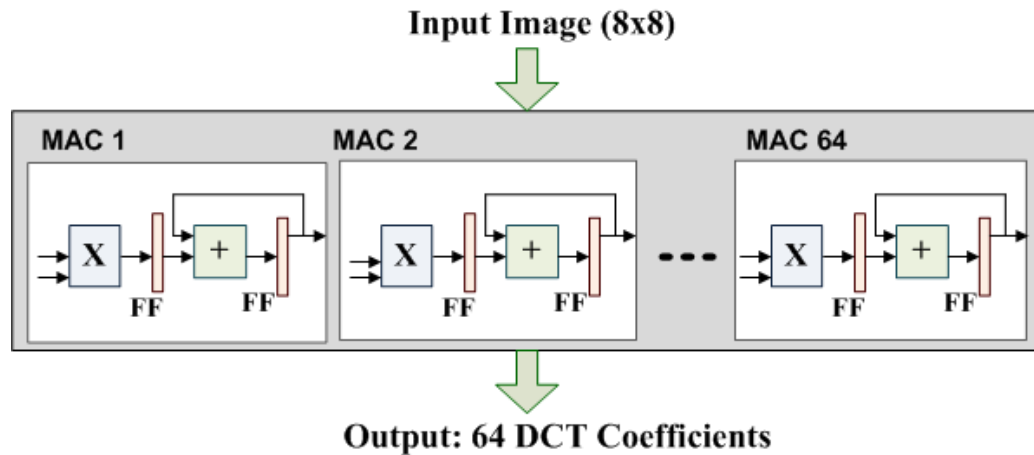 Input Image (8x8)
MAC 1 MAC 2 MAC 64
X FF + FF X FF + FF X FF + FF
Output: 64 DCT Coefficients